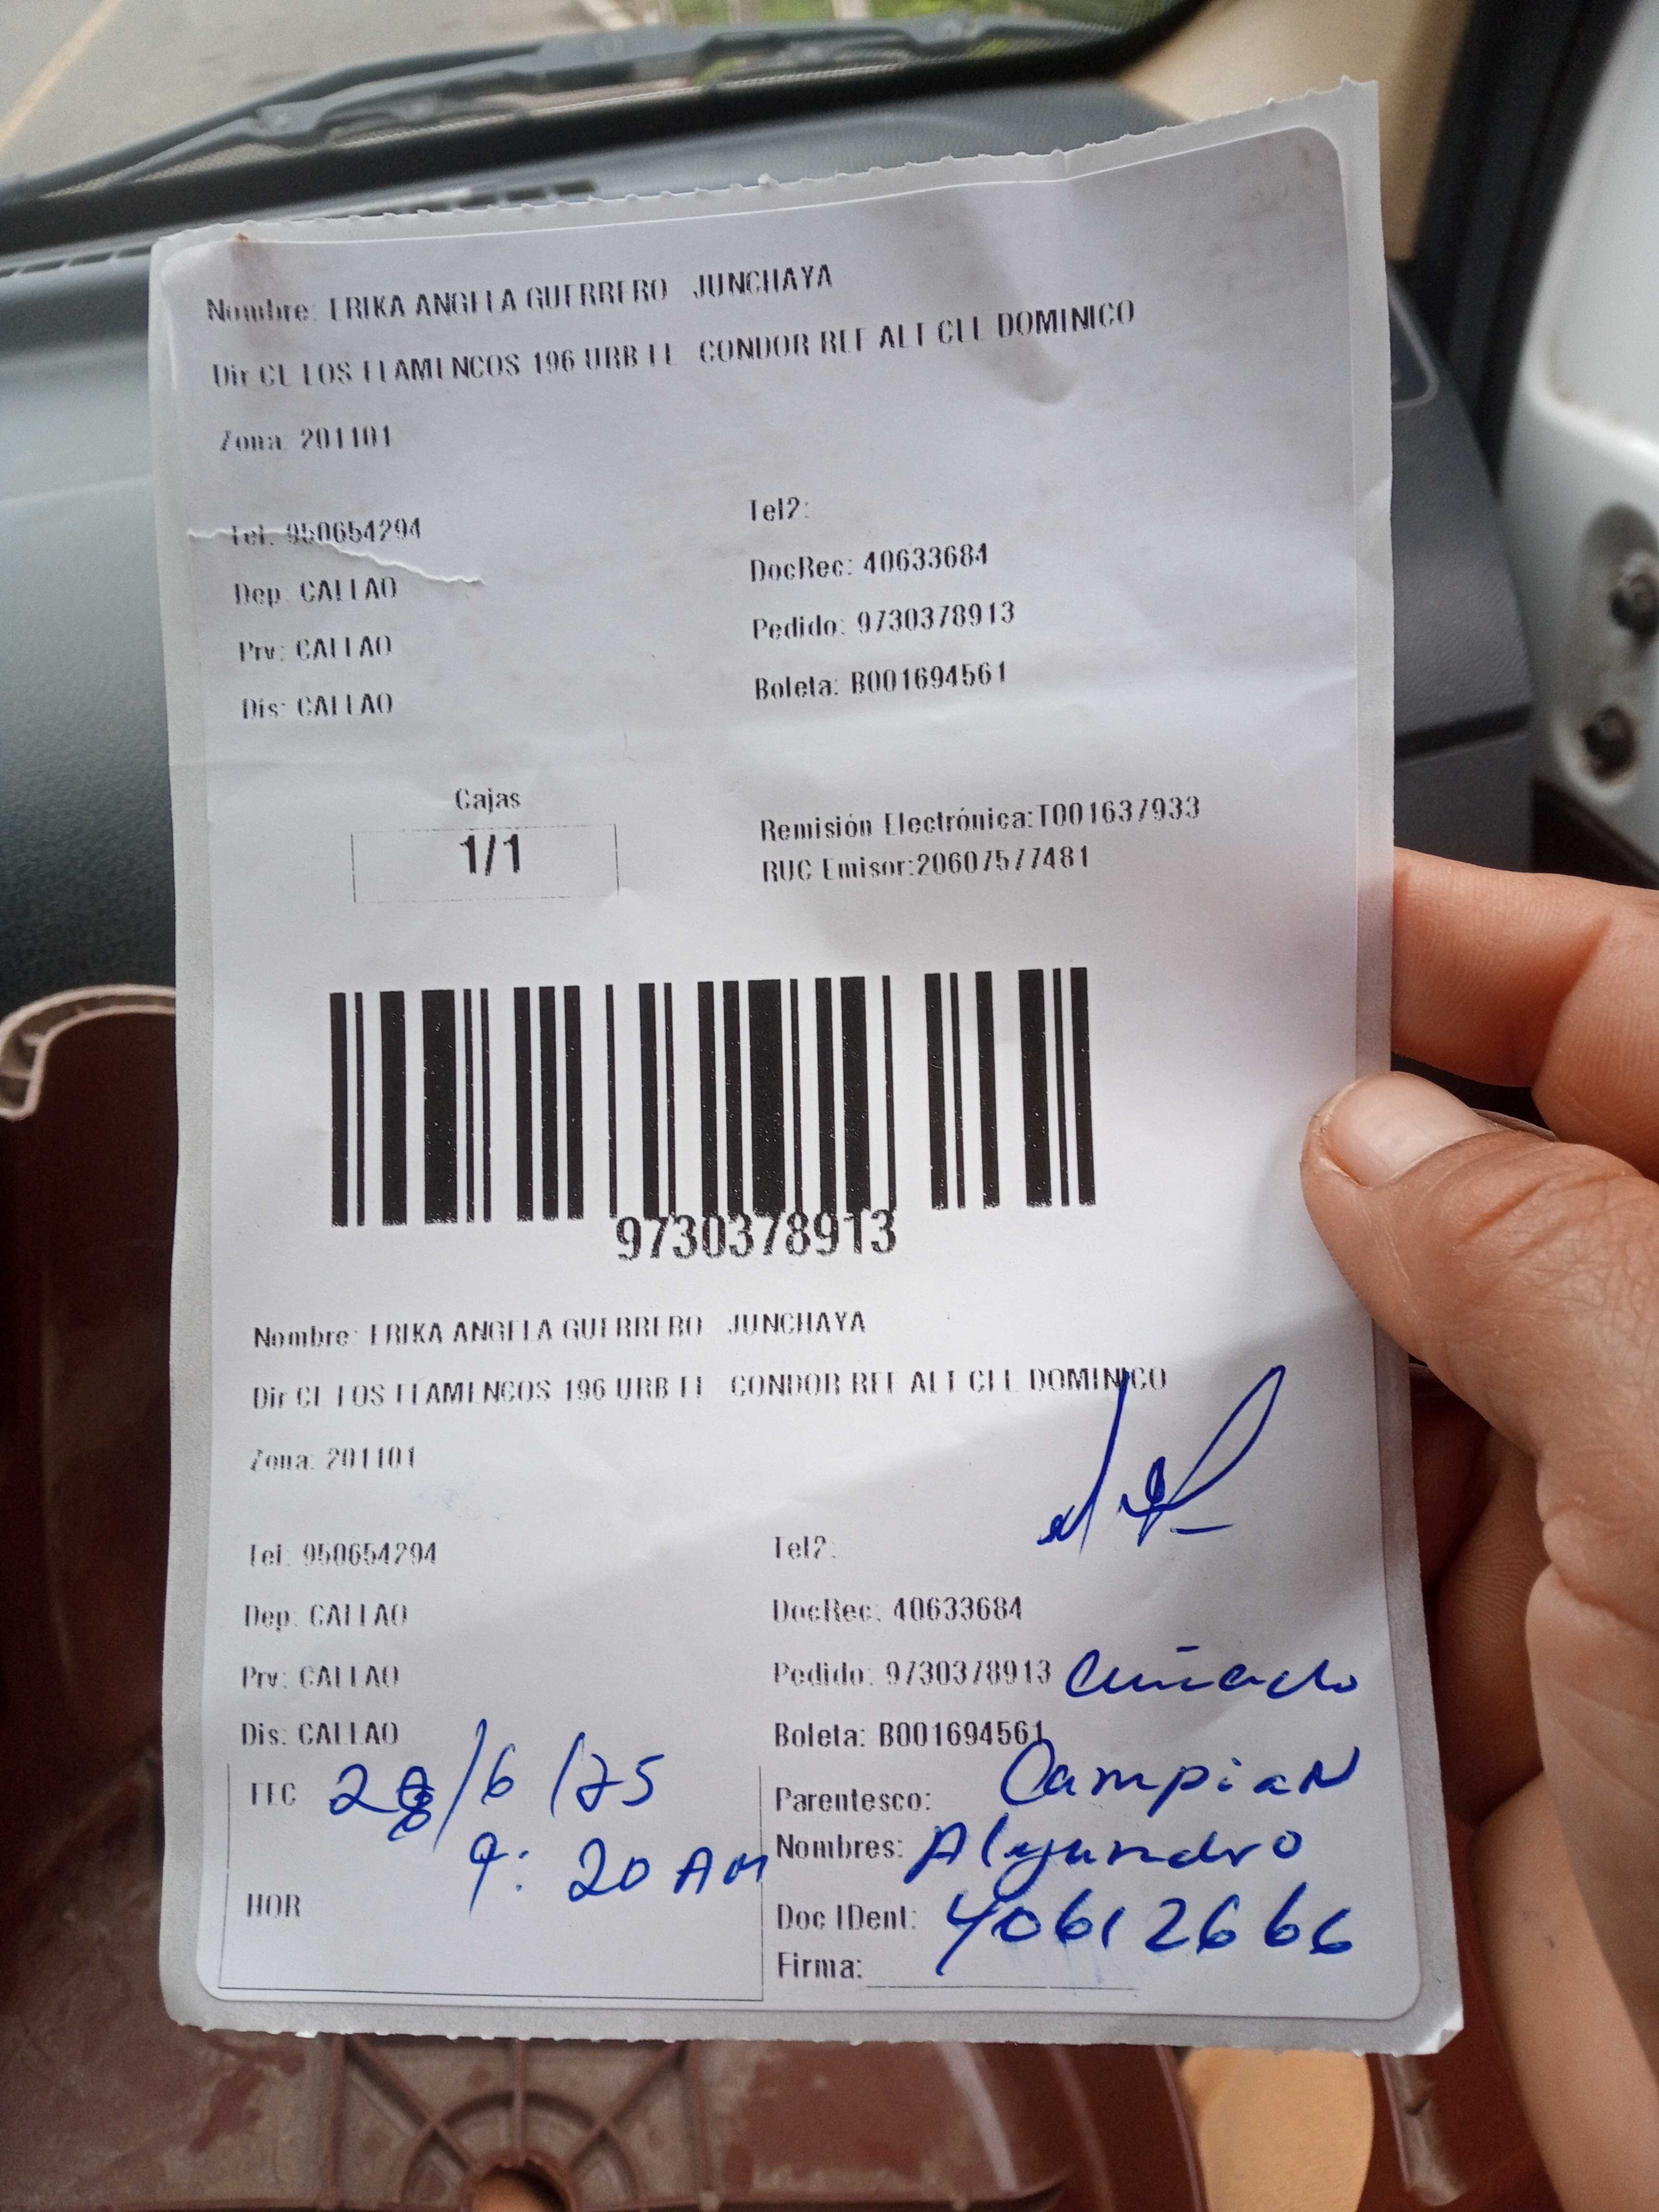 Nombre: ERIKA ANGELA GUERRERO JUNCHAYA
Dir CL LOS FLAMENCOS 196 URB EL CONDOR REF ALT CLL DOMINICO
Zona: 201101
Tel: 950654294
Tel2:
Dep: CALLAO
DocRec: 40633684
Prv: CALLAO
Pedido: 9730378913
Dis: CALLAO
Boleta: B001694561
Cajas
1/1
Remisión Electrónica:T001637933
RUC Emisor:20607577481
9730378913
Nombre: ERIKA ANGELA GUERRERO JUNCHAYA
Dir CL LOS FLAMENCOS 196 URB EL CONDOR REF ALT CLL DOMINICO
Zona: 201101
Tel: 950654294
Tel2:
Dep: CALLAO
DocRec: 40633684
Prv: CALLAO
Pedido: 9730378913 Cuñado
Dis: CALLAO
Boleta: B001694561
FEC 28/6/25
Parentesco: Campian
9:20 AM
Nombres: Alejandro
HOR
Doc IDent: 40612666
Firma: